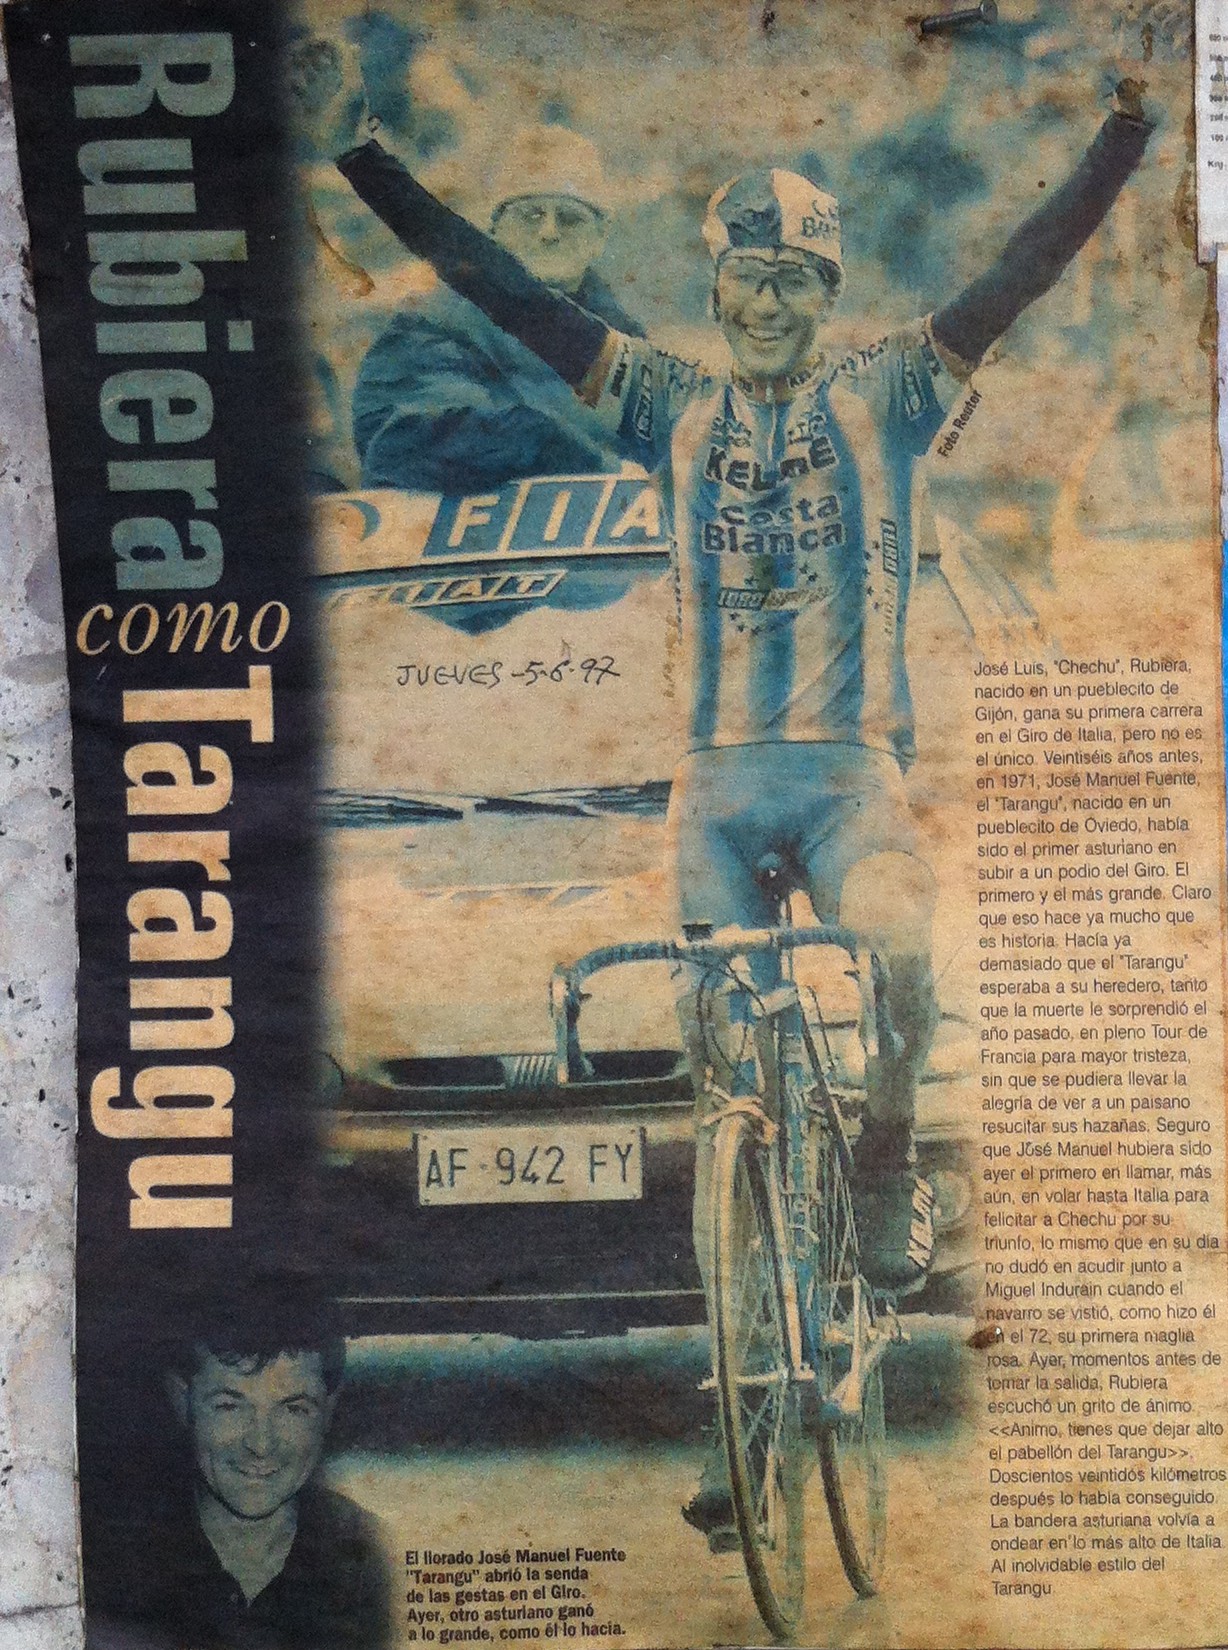 Rubiera
como
Tarangu
Foto Reuter
KELME
Costa
Blanca
FIA
FIAT
JUEVES -5-6-97
AF 942 FY
KELME
José Luis, "Chechu", Rubiera,
nacido en un pueblecito de
Gijón, gana su primera carrera
en el Giro de Italia, pero no es
el único. Veintiséis años antes,
en 1971, José Manuel Fuente,
el "Tarangu", nacido en un
pueblecito de Oviedo, había
sido el primer asturiano en
subir a un podio del Giro. El
primero y el más grande. Claro
que eso hace ya mucho que
es historia. Hacía ya
demasiado que el "Tarangu"
esperaba a su heredero, tanto
que la muerte le sorprendió el
año pasado, en pleno Tour de
Francia para mayor tristeza,
sin que se pudiera llevar la
alegría de ver a un paisano
resucitar sus hazañas. Seguro
que José Manuel hubiera sido
ayer el primero en llamar, más
aún, en volar hasta Italia para
felicitar a Chechu por su
triunfo, lo mismo que en su día
no dudó en acudir junto a
Miguel Indurain cuando el
navarro se vistió, como hizo él
en el 72, su primera maglia
rosa. Ayer, momentos antes de
tomar la salida, Rubiera
escuchó un grito de ánimo.
<<Animo, tienes que dejar alto
el pabellón del Tarangu>>.
Doscientos veintidós kilómetros
después lo había conseguido.
La bandera asturiana volvía a
ondear en lo más alto de Italia.
Al inolvidable estilo del
Tarangu
El llorado José Manuel Fuente
"Tarangu" abrió la senda
de las gestas en el GIro.
Ayer, otro asturiano ganó
a lo grande, como él lo hacía.